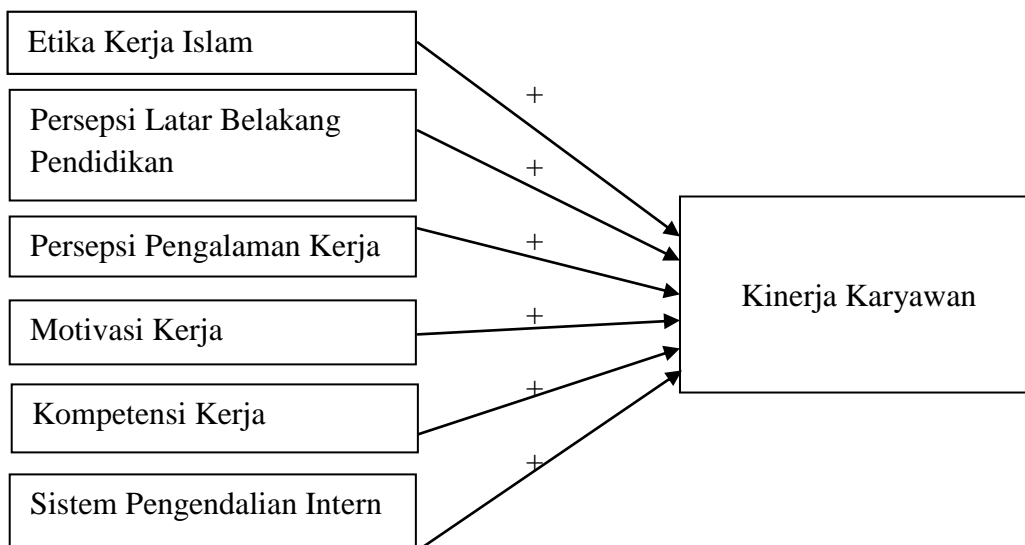 Etika Kerja Islam
+
Persepsi Latar Belakang
Pendidikan
+
Persepsi Pengalaman Kerja
+
Kinerja Karyawan
Motivasi Kerja
+
Kompetensi Kerja
+
Sistem Pengendalian Intern
+